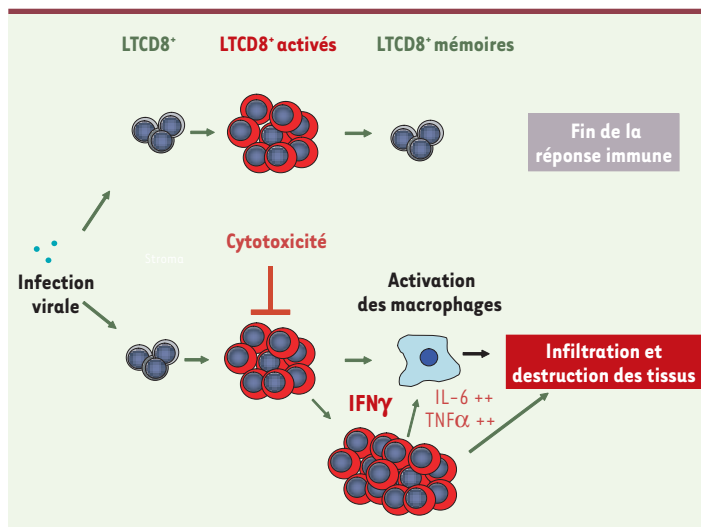 LTCD8⁺
LTCD8⁺ activés
LTCD8⁺ mémoires
Fin de la
réponse immune
Cytotoxicité
Stroma
Infection
virale
Activation
des macrophages
Infiltration et
destruction des tissus
IFNγ
IL-6 ++
TNFα ++